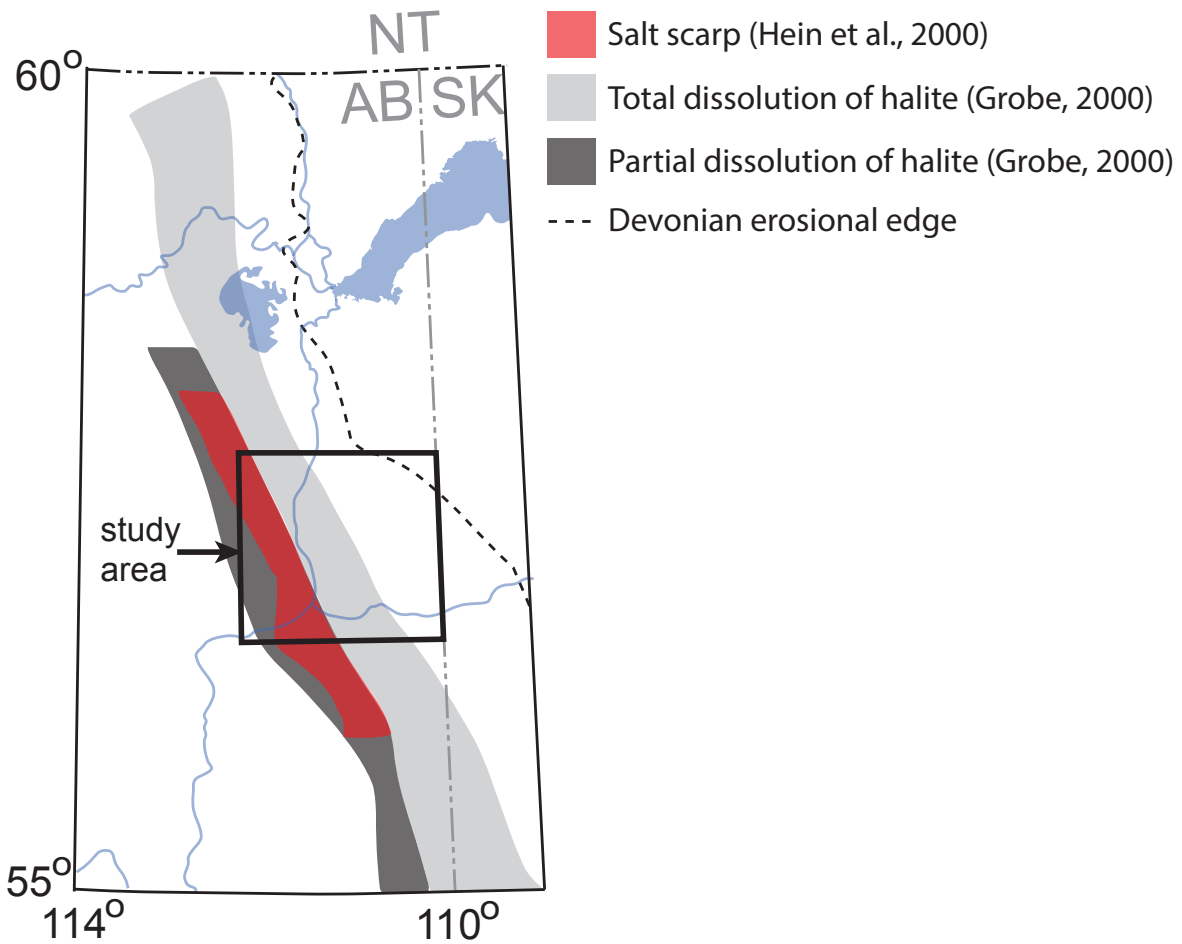 NT
60°
AB SK
study
area
55°
114° 110°
Salt scarp (Hein et al., 2000)
Total dissolution of halite (Grobe, 2000)
Partial dissolution of halite (Grobe, 2000)
Devonian erosional edge